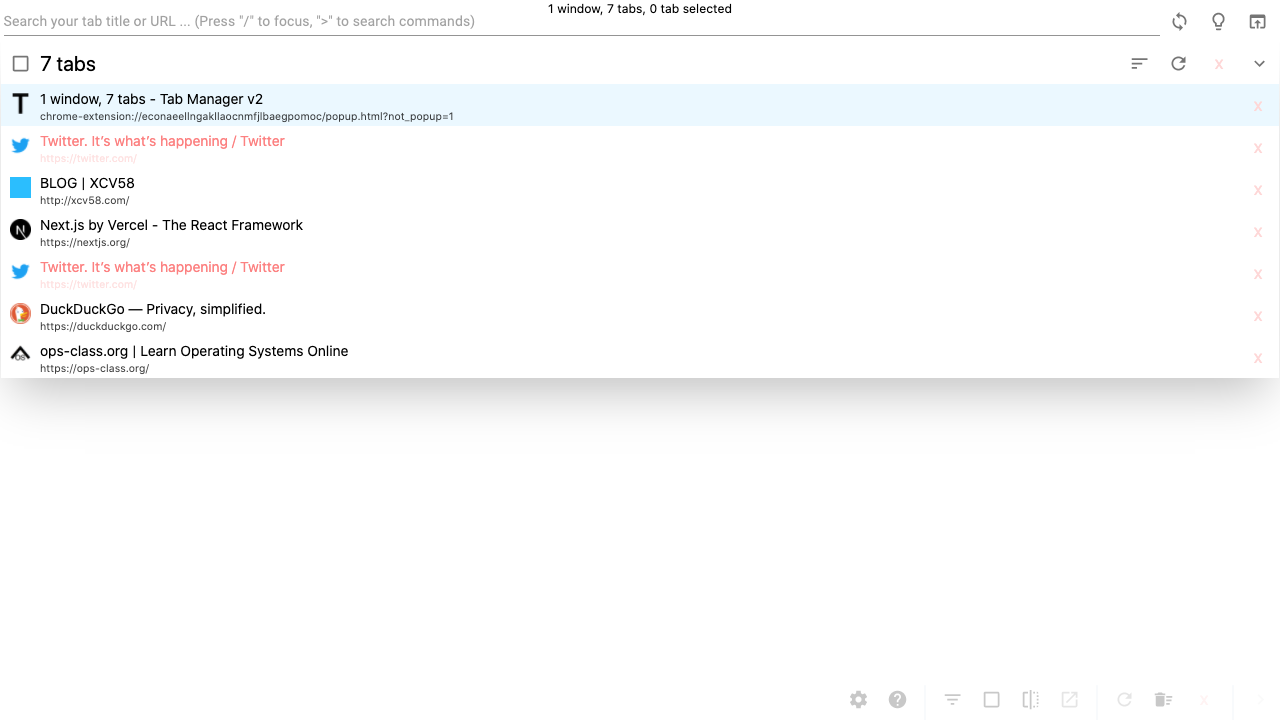 1 window, 7 tabs, 0 tab selected
Search your tab title or URL ... (Press "/" to focus, ">" to search commands)
7 tabs
x
T
1 window, 7 tabs - Tab Manager v2
chrome-extension://econaeellngakllaocnmfjlbaegpomoc/popup.html?not_popup=1
x
Twitter. It’s what’s happening / Twitter
https://twitter.com/
x
BLOG | XCV58
http://xcv58.com/
x
N
Next.js by Vercel - The React Framework
https://nextjs.org/
x
Twitter. It’s what’s happening / Twitter
https://twitter.com/
x
DuckDuckGo — Privacy, simplified.
https://duckduckgo.com/
x
OS
ops-class.org | Learn Operating Systems Online
https://ops-class.org/
x
x